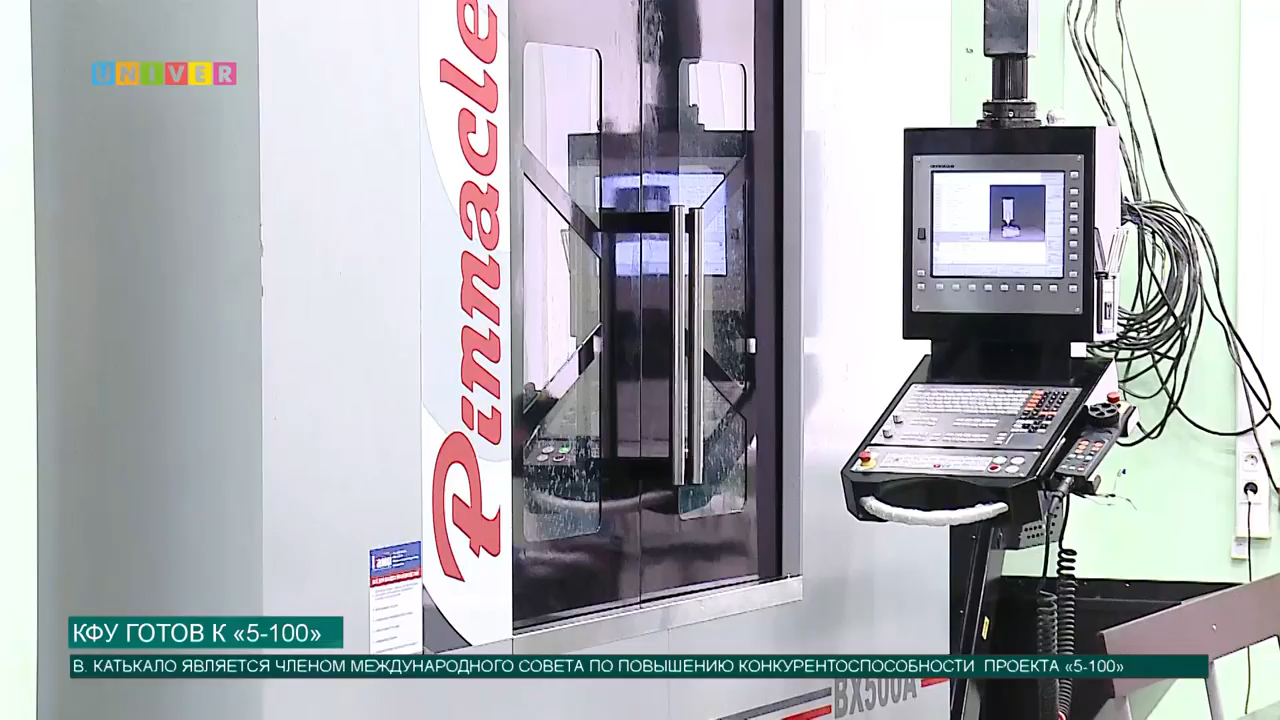 UNIVER
Pinnacle
КФУ ГОТОВ К «5-100»
В. КАТЬКАЛО ЯВЛЯЕТСЯ ЧЛЕНОМ МЕЖДУНАРОДНОГО СОВЕТА ПО ПОВЫШЕНИЮ КОНКУРЕНТОСПОСОБНОСТИ ПРОЕКТА «5-100»
BX500A